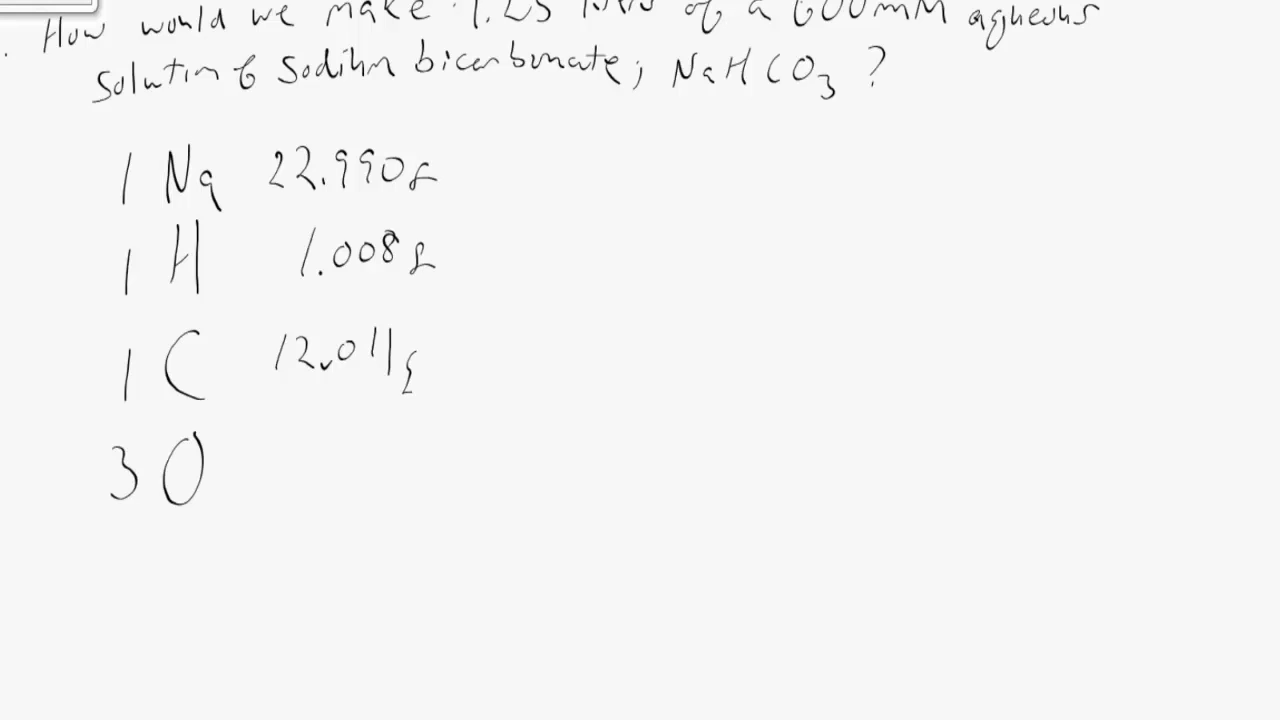 How would we make 1.25 of a 600mM aqueous
solution of sodium bicarbonate; NaHCO3 ?
1 Na 22.990g
1 H 1.008g
1 C 12.011g
3 O